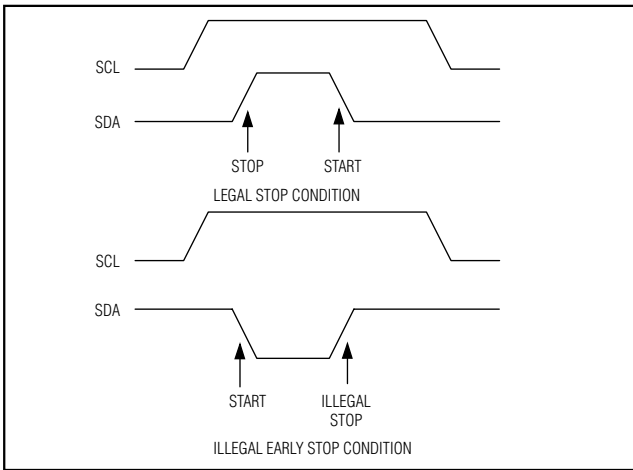 SCL
SDA
STOP START
LEGAL STOP CONDITION
SCL
SDA
START ILLEGAL
STOP
ILLEGAL EARLY STOP CONDITION